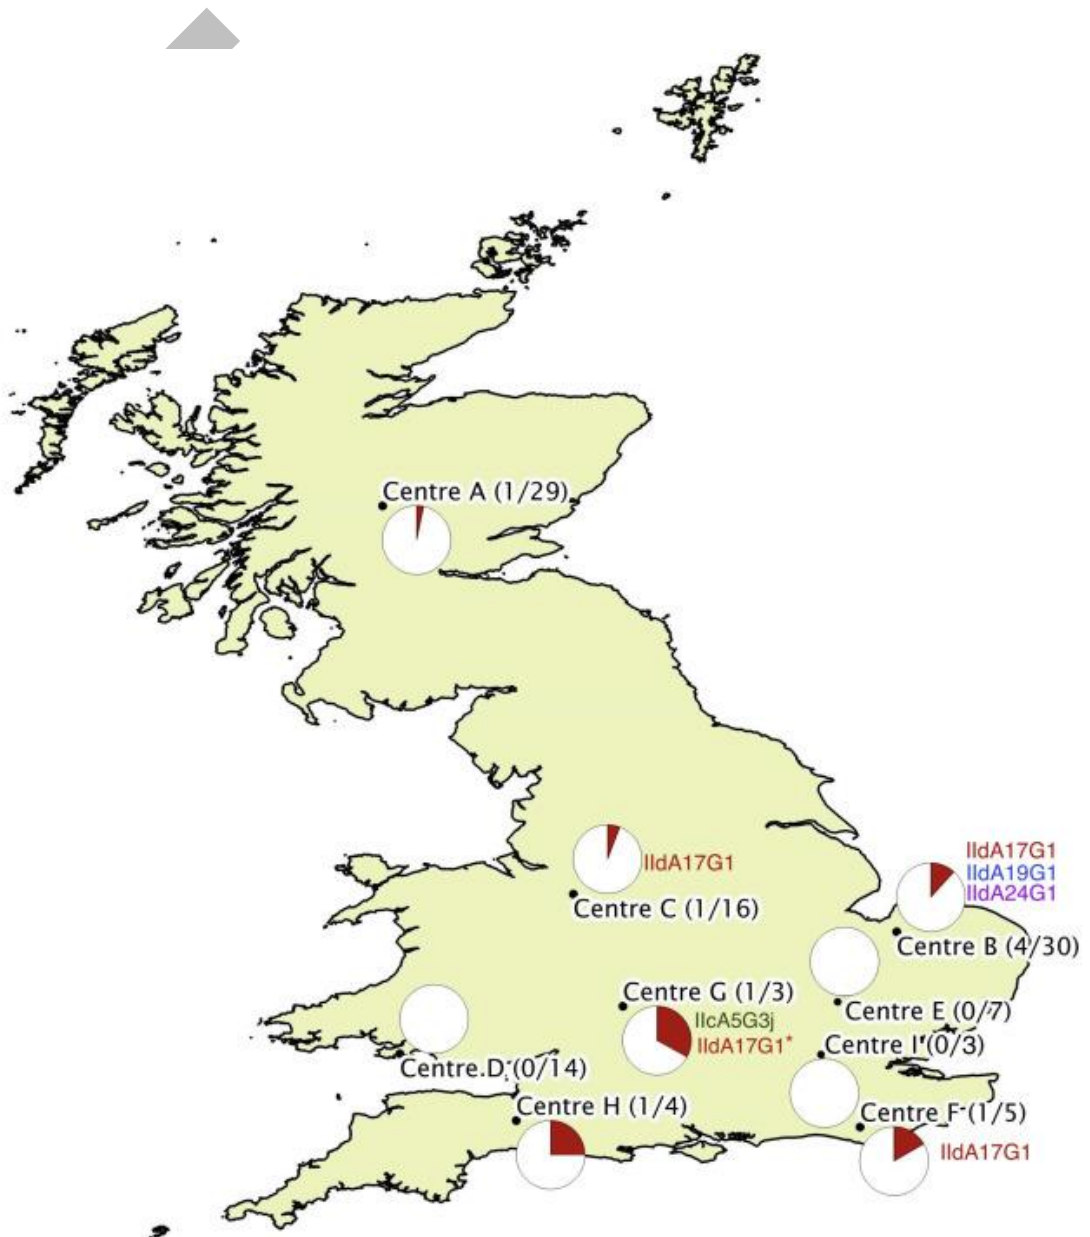 Centre A (1/29)
IIdA17G1
Centre C (1/16)
IIdA17G1
IIdA19G1
IIdA24G1
Centre B (4/30)
Centre G (1/3)
IIcA5G3j
IIdA17G1*
Centre E (0/7)
Centre I (0/3)
Centre D (0/14)
Centre H (1/4)
Centre F (1/5)
IIdA17G1